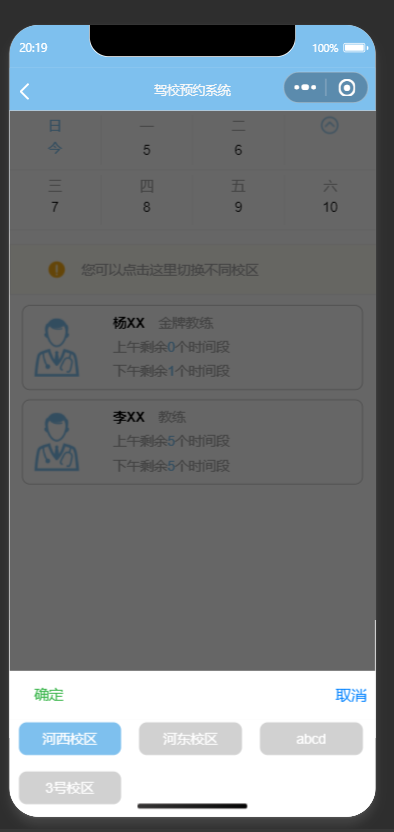 20:19 100%
驾校预约系统
日 一 二
今 5 6
三 四 五 六
7 8 9 10
您可以点击这里切换不同校区
杨XX 金牌教练
上午剩余0个时间段
下午剩余1个时间段
李XX 教练
上午剩余5个时间段
下午剩余5个时间段
确定 取消
河西校区 河东校区 abcd
3号校区